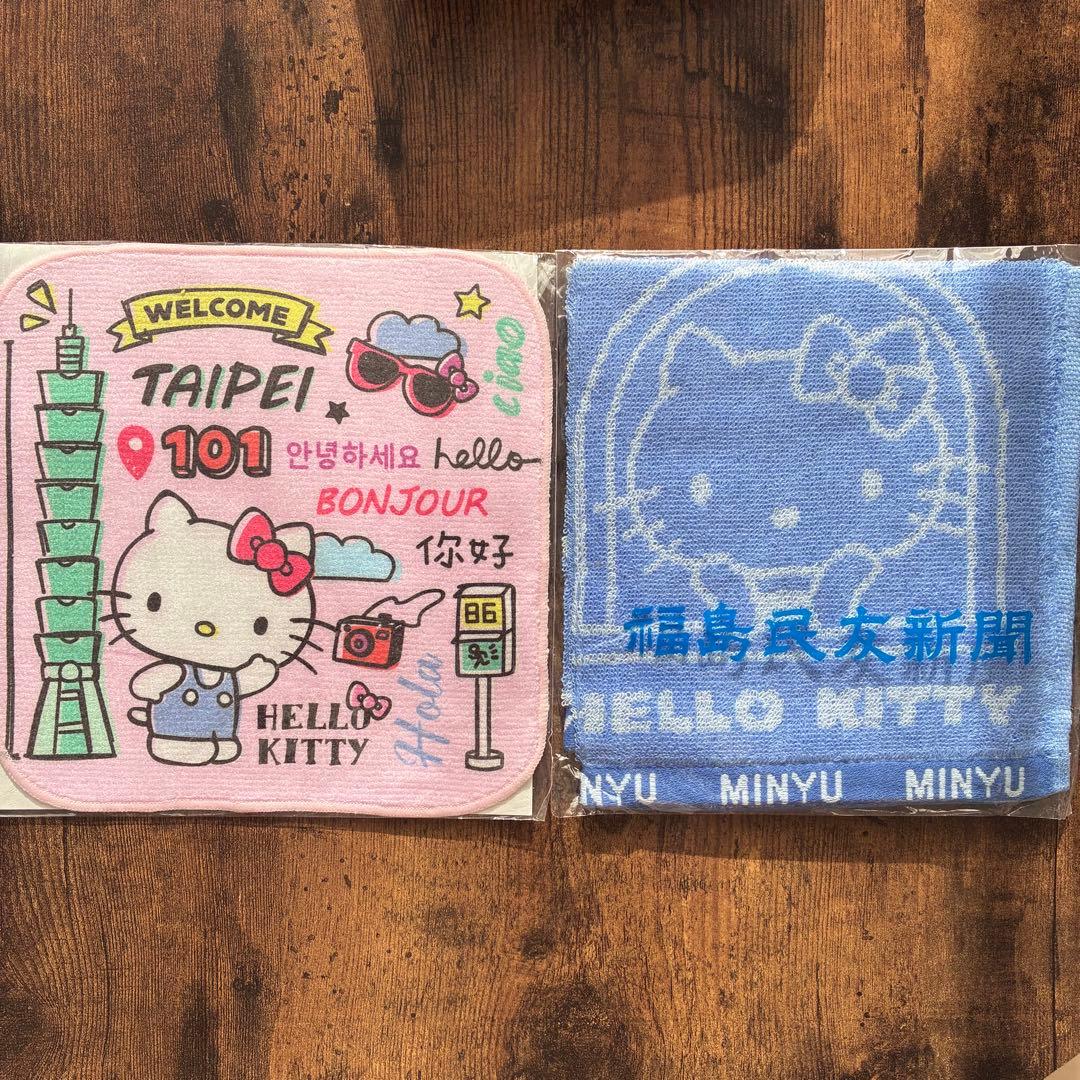 WELCOME
TAIPEI
101
안녕하세요
hello
Ciao
BONJOUR
你好
86
HELLO
KITTY
Hola
福島民友新聞
HELLO KITTY
NYU MINYU MINYU